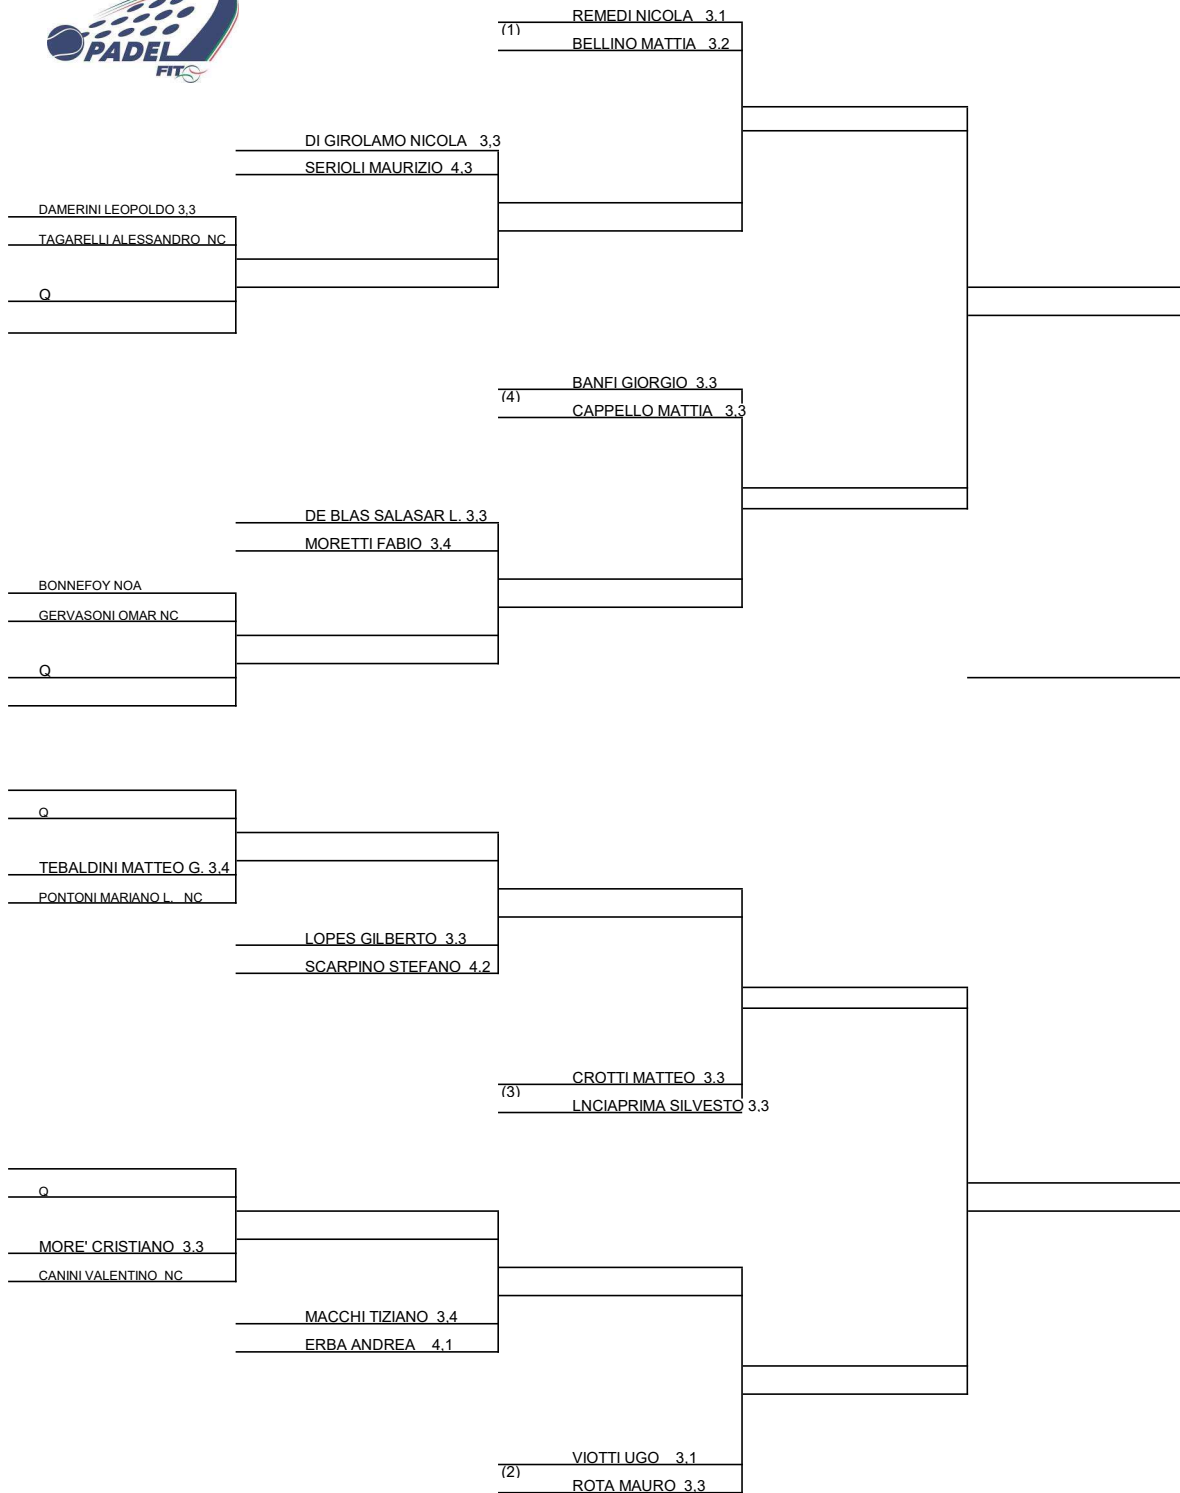 PADEL
FIT
REMEDI NICOLA 3.1
(1)
BELLINO MATTIA 3.2
DI GIROLAMO NICOLA 3,3
SERIOLI MAURIZIO 4,3
DAMERINI LEOPOLDO 3,3
TAGARELLI ALESSANDRO NC
Q
BANFI GIORGIO 3.3
(4)
CAPPELLO MATTIA 3,3
DE BLAS SALASAR L. 3,3
MORETTI FABIO 3,4
BONNEFOY NOA
GERVASONI OMAR NC
Q
Q
TEBALDINI MATTEO G. 3,4
PONTONI MARIANO L. NC
LOPES GILBERTO 3.3
SCARPINO STEFANO 4.2
CROTTI MATTEO 3.3
(3)
LNCIAPRIMA SILVESTO 3,3
Q
MORE' CRISTIANO 3.3
CANINI VALENTINO NC
MACCHI TIZIANO 3,4
ERBA ANDREA 4,1
VIOTTI UGO 3,1
(2)
ROTA MAURO 3,3